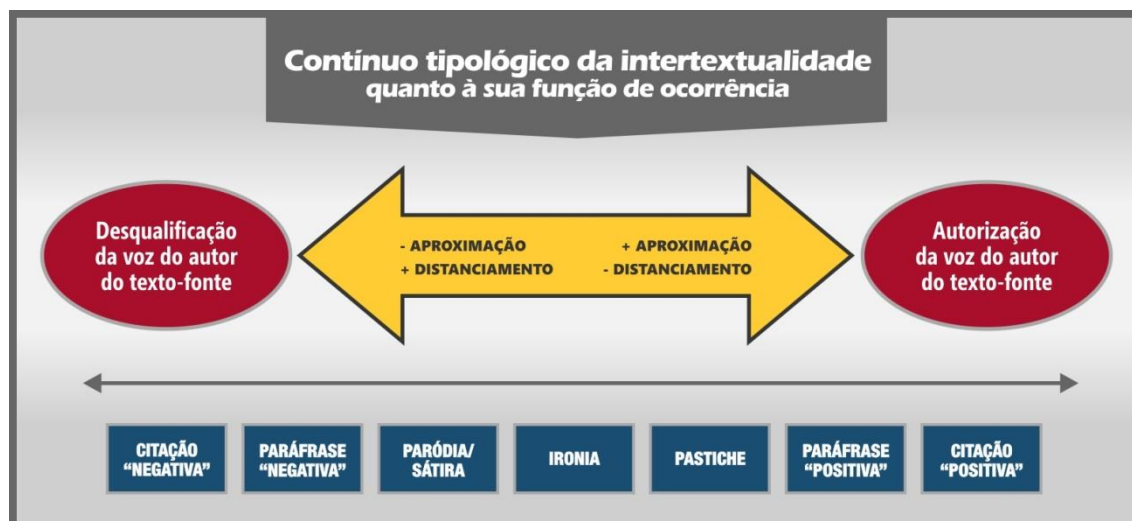 Contínuo tipológico da intertextualidade
quanto à sua função de ocorrência
Desqualificação
da voz do autor
do texto-fonte
- APROXIMAÇÃO
+ DISTANCIAMENTO
+ APROXIMAÇÃO
- DISTANCIAMENTO
Autorização
da voz do autor
do texto-fonte
CITAÇÃO
“NEGATIVA”
PARÁFRASE
“NEGATIVA”
PARÓDIA/
SÁTIRA
IRONIA
PASTICHE
PARÁFRASE
“POSITIVA”
CITAÇÃO
“POSITIVA”